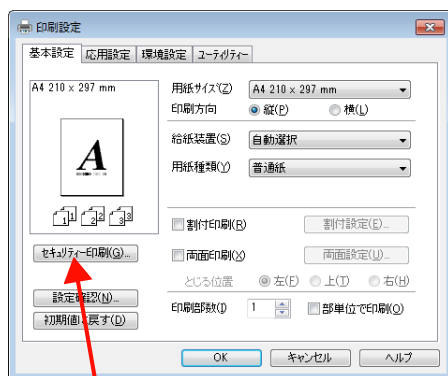 印刷設定
基本設定 応用設定 環境設定 ユーティリティー
A4 210 x 297 mm
A
1 1 2 2 3 3
用紙サイズ(Z) A4 210 x 297 mm
印刷方向 縦(P) 横(L)
給紙装置(S) 自動選択
用紙種類(Y) 普通紙
割付印刷(R) 割付設定(E)...
セキュリティー印刷(G)...
両面印刷(X) 両面設定(U)...
とじる位置 左(F) 上(T) 右(H)
設定確認(N)...
印刷部数(I) 1 部単位で印刷(O)
初期値に戻す(D)
OK キャンセル ヘルプ